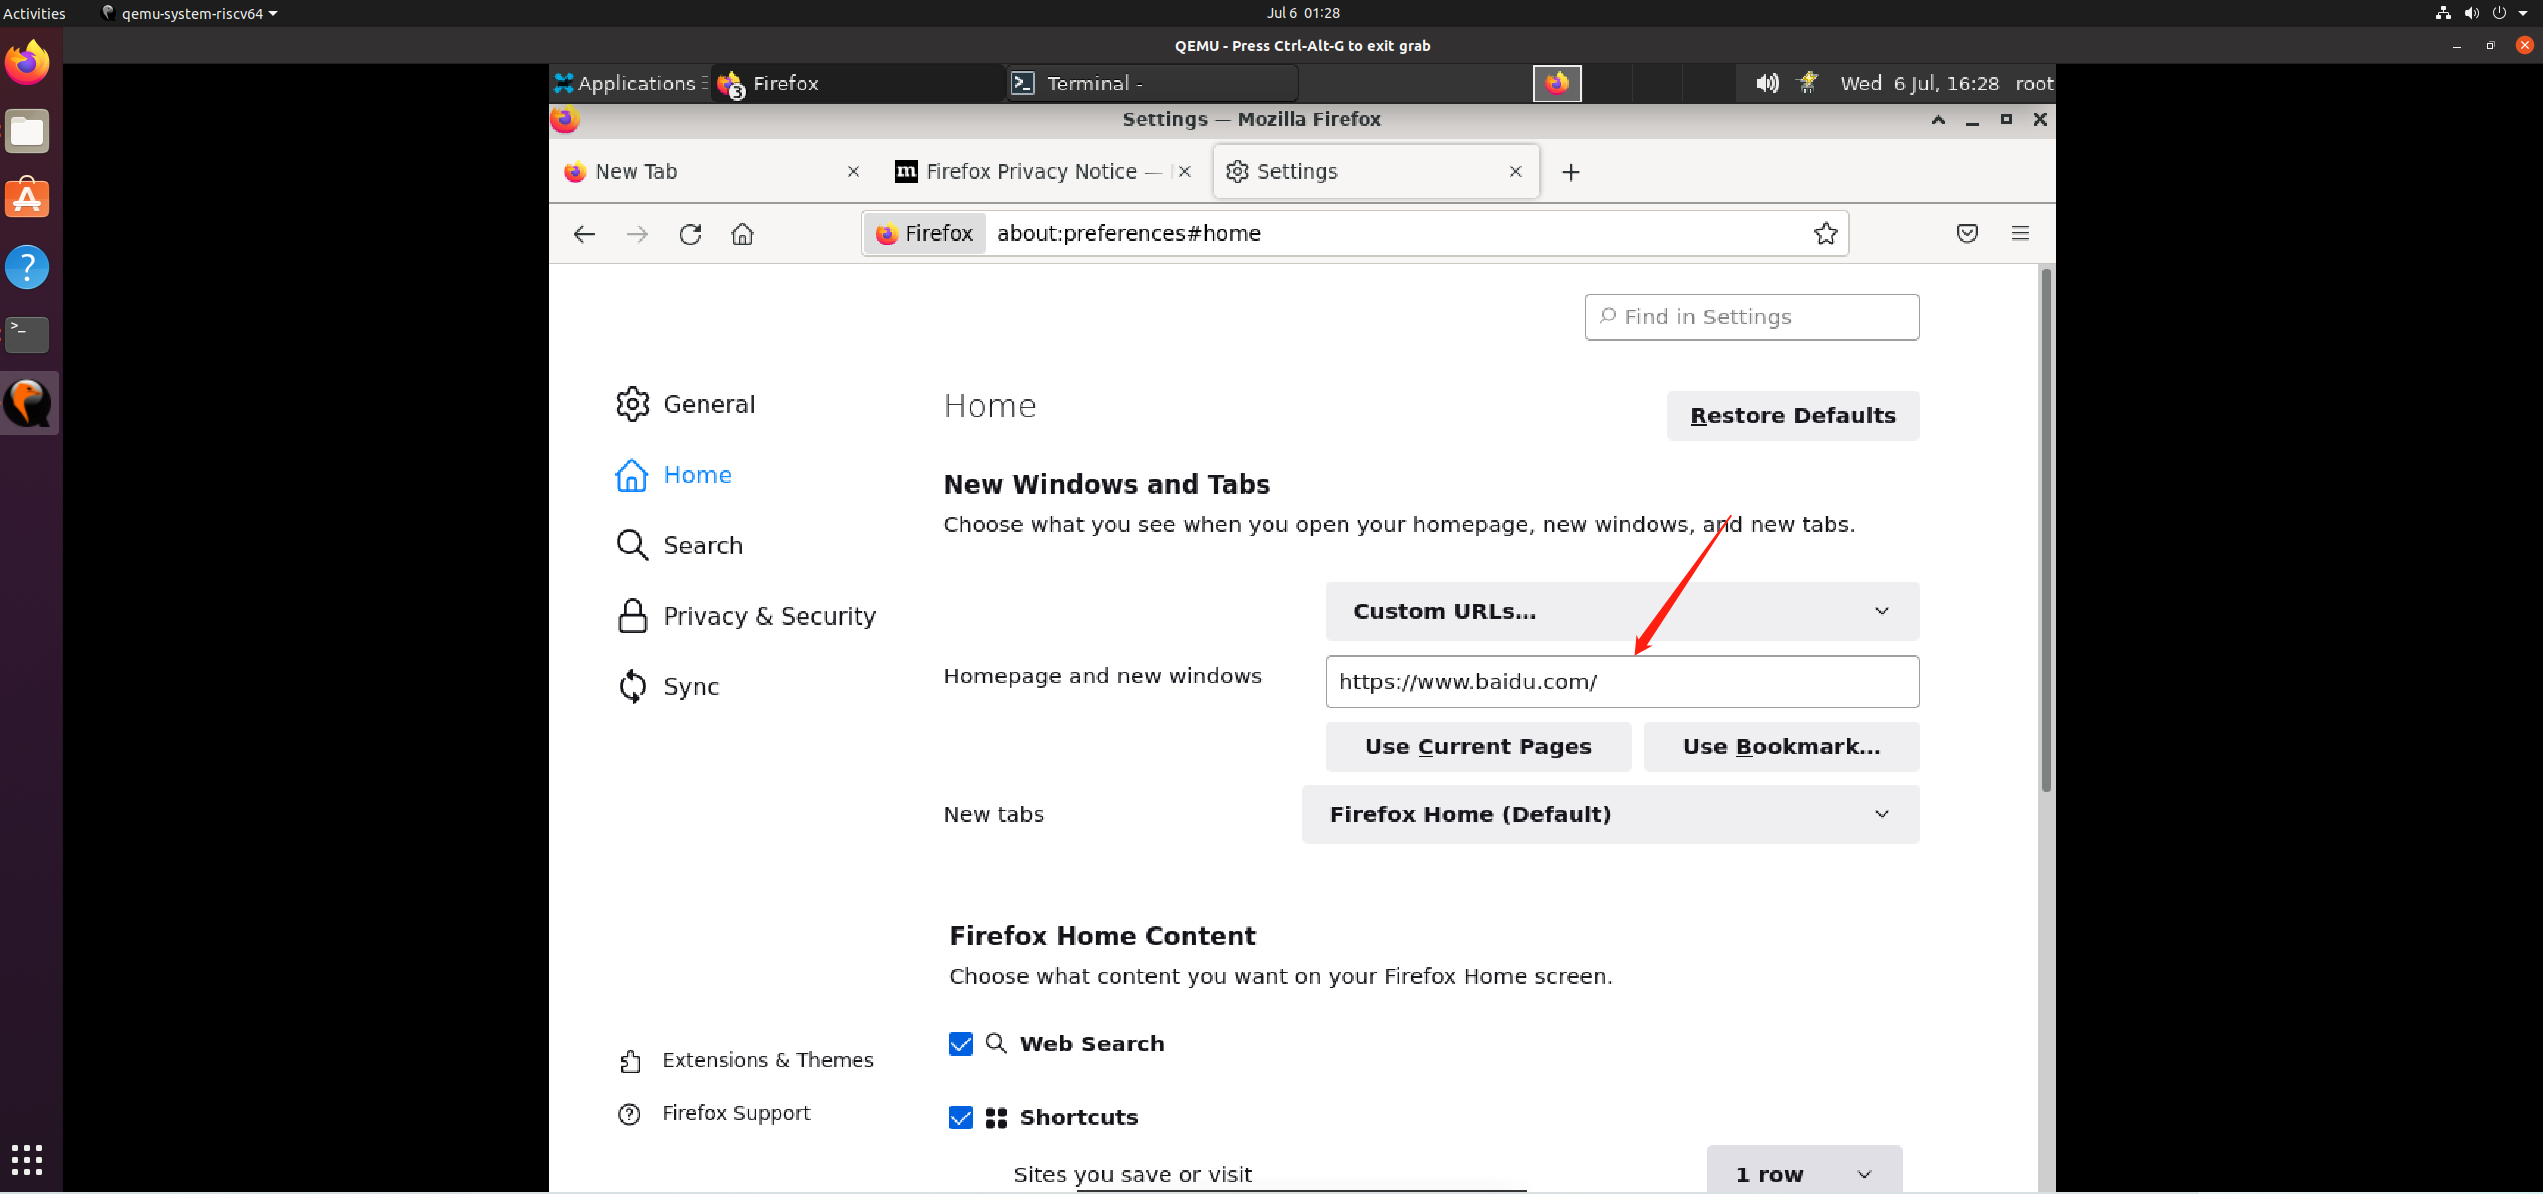 Activities qemu-system-riscv64 Jul 6 01:28
QEMU - Press Ctrl-Alt-G to exit grab
Applications 3 Firefox Terminal - Wed 6 Jul, 16:28 root
Settings — Mozilla Firefox
New Tab Firefox Privacy Notice — Settings
Firefox about:preferences#home
Find in Settings
General
Home
Search
Privacy & Security
Sync
Extensions & Themes
Firefox Support
Home
Restore Defaults
New Windows and Tabs
Choose what you see when you open your homepage, new windows, and new tabs.
Custom URLs...
Homepage and new windows https://www.baidu.com/
Use Current Pages Use Bookmark...
New tabs Firefox Home (Default)
Firefox Home Content
Choose what content you want on your Firefox Home screen.
Web Search
Shortcuts
Sites you save or visit 1 row